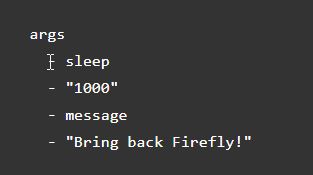 args
- sleep
- "1000"
- message
- "Bring back Firefly!"